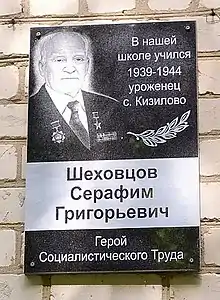 В нашей
школе учился
1939-1944
уроженец
с. Кизилово
Шеховцов
Серафим
Григорьевич
Герой
Социалистического Труда